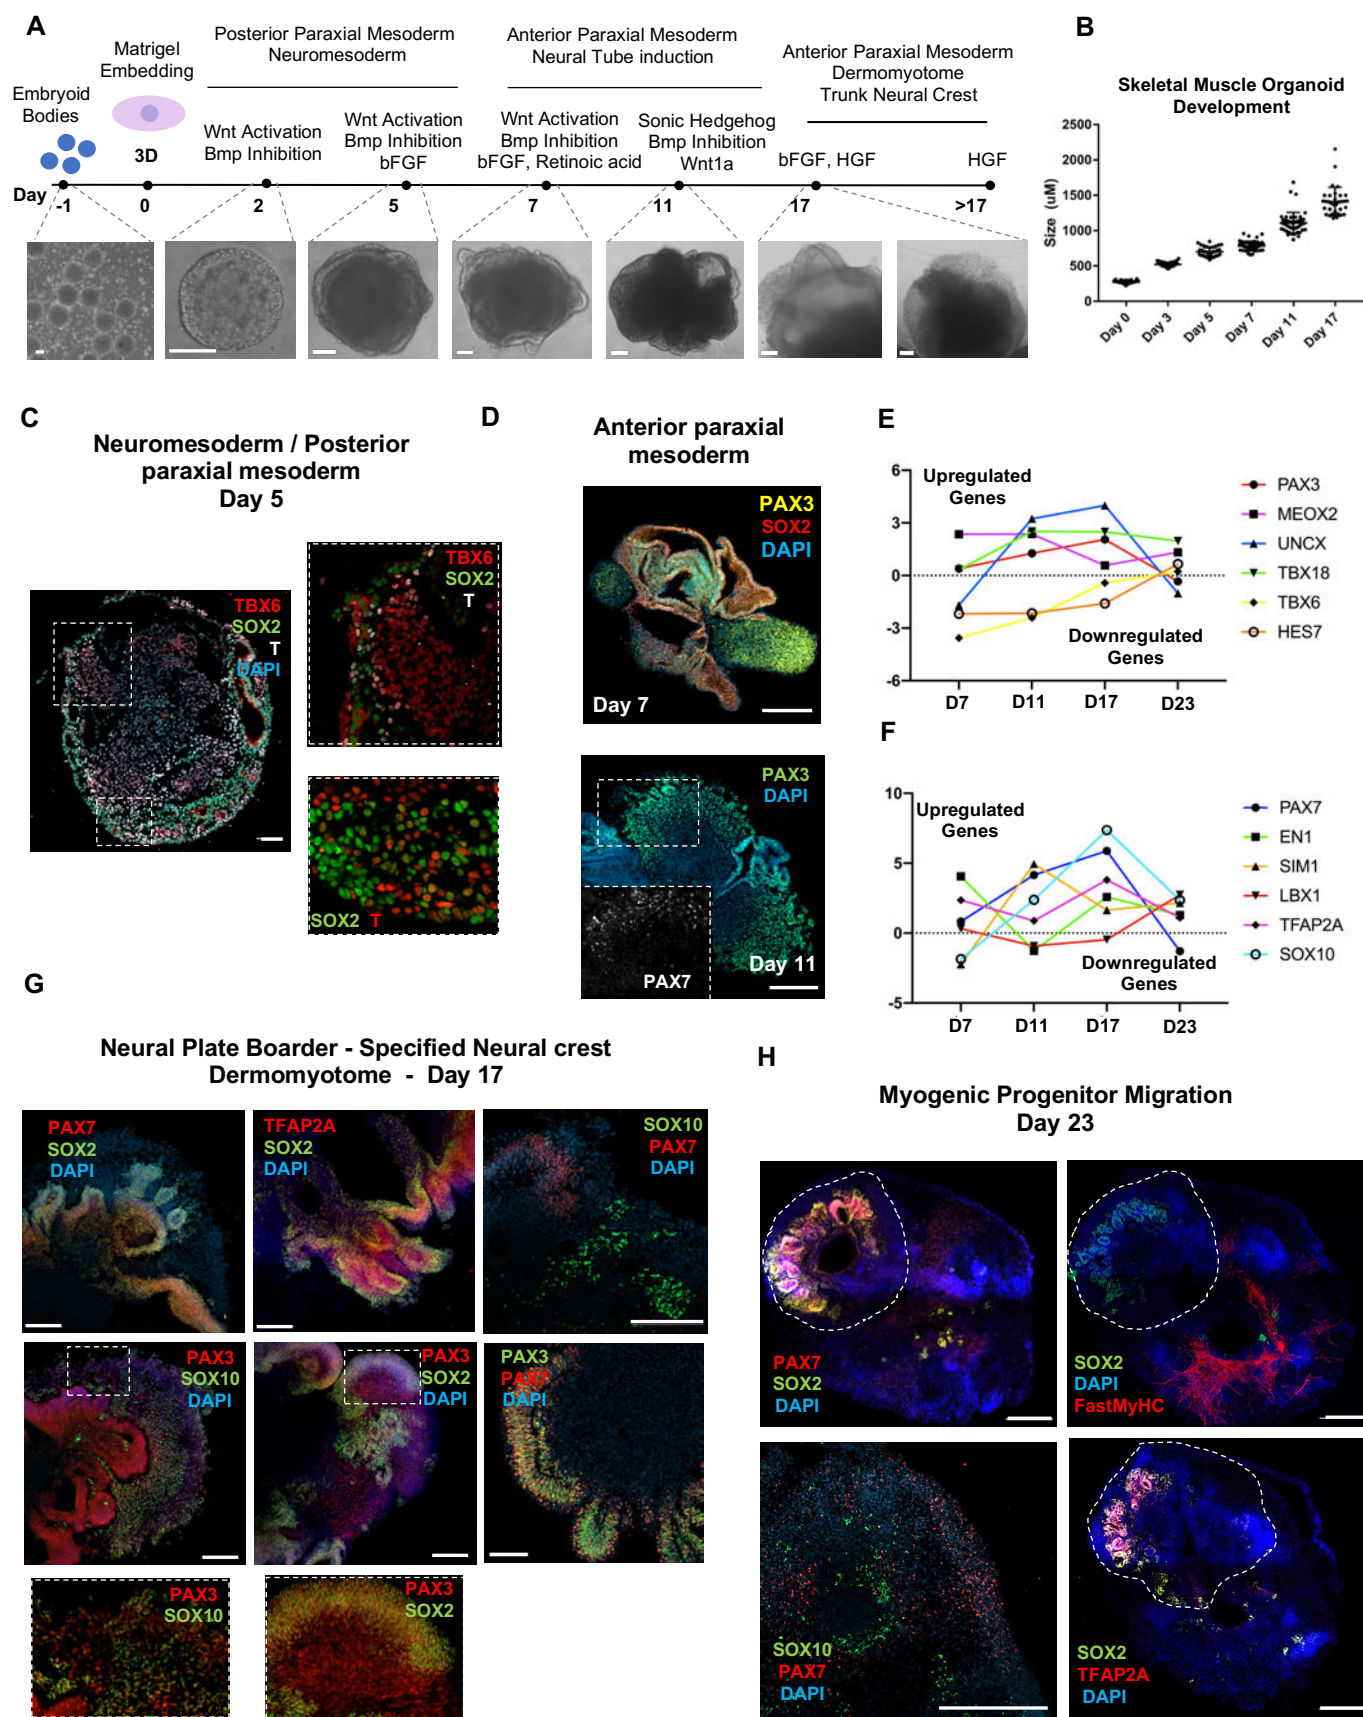 A
Embryoid
Bodies
Matrigel
Embedding
3D
Posterior Paraxial Mesoderm
Neuromesoderm
Anterior Paraxial Mesoderm
Neural Tube induction
Anterior Paraxial Mesoderm
Dermomyotome
Trunk Neural Crest
Wnt Activation
Bmp Inhibition
Wnt Activation
Bmp Inhibition
bFGF
Wnt Activation
Bmp Inhibition
bFGF, Retinoic acid
Sonic Hedgehog
Bmp Inhibition
Wnt1a
bFGF, HGF
HGF
Day
-1
0
2
5
7
11
17
>17
B
Skeletal Muscle Organoid
Development
Size (uM)
2500
2000
1500
1000
500
0
Day 0
Day 3
Day 5
Day 7
Day 11
Day 17
C
Neuromesoderm / Posterior
paraxial mesoderm
Day 5
TBX6
SOX2
T
DAPI
TBX6
SOX2
T
SOX2 T
D
Anterior paraxial
mesoderm
PAX3
SOX2
DAPI
Day 7
PAX3
DAPI
PAX7
Day 11
E
6
3
0
-3
-6
Upregulated
Genes
Downregulated
Genes
D7
D11
D17
D23
PAX3
MEOX2
UNCX
TBX18
TBX6
HES7
F
10
5
0
-5
Upregulated
Genes
Downregulated
Genes
D7
D11
D17
D23
PAX7
EN1
SIM1
LBX1
TFAP2A
SOX10
G
Neural Plate Boarder - Specified Neural crest
Dermomyotome - Day 17
PAX7
SOX2
DAPI
TFAP2A
SOX2
DAPI
SOX10
PAX7
DAPI
PAX3
SOX10
DAPI
PAX3
SOX2
DAPI
PAX3
PAX7
DAPI
PAX3
SOX10
PAX3
SOX2
H
Myogenic Progenitor Migration
Day 23
PAX7
SOX2
DAPI
SOX2
DAPI
FastMyHC
SOX10
PAX7
DAPI
SOX2
TFAP2A
DAPI